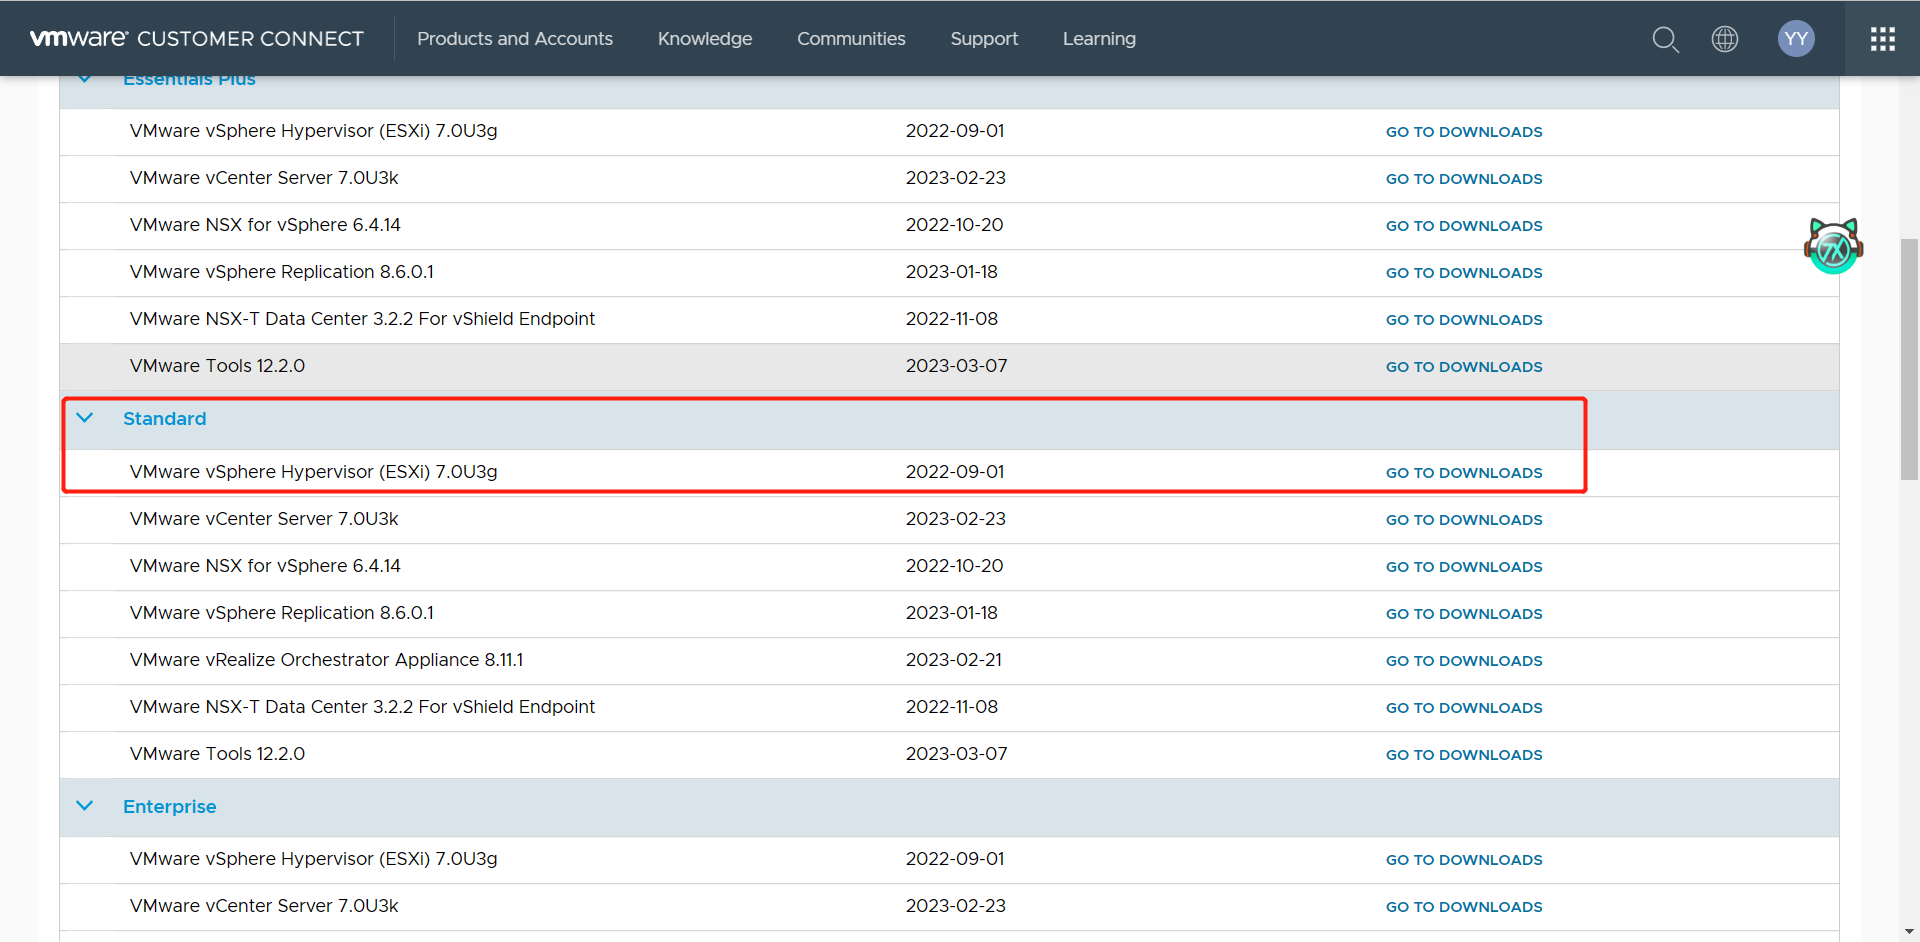 vmware® CUSTOMER CONNECT Products and Accounts Knowledge Communities Support Learning YY
Essentials Plus
VMware vSphere Hypervisor (ESXi) 7.0U3g 2022-09-01 GO TO DOWNLOADS
VMware vCenter Server 7.0U3k 2023-02-23 GO TO DOWNLOADS
VMware NSX for vSphere 6.4.14 2022-10-20 GO TO DOWNLOADS
VMware vSphere Replication 8.6.0.1 2023-01-18 GO TO DOWNLOADS
VMware NSX-T Data Center 3.2.2 For vShield Endpoint 2022-11-08 GO TO DOWNLOADS
VMware Tools 12.2.0 2023-03-07 GO TO DOWNLOADS
Standard
VMware vSphere Hypervisor (ESXi) 7.0U3g 2022-09-01 GO TO DOWNLOADS
VMware vCenter Server 7.0U3k 2023-02-23 GO TO DOWNLOADS
VMware NSX for vSphere 6.4.14 2022-10-20 GO TO DOWNLOADS
VMware vSphere Replication 8.6.0.1 2023-01-18 GO TO DOWNLOADS
VMware vRealize Orchestrator Appliance 8.11.1 2023-02-21 GO TO DOWNLOADS
VMware NSX-T Data Center 3.2.2 For vShield Endpoint 2022-11-08 GO TO DOWNLOADS
VMware Tools 12.2.0 2023-03-07 GO TO DOWNLOADS
Enterprise
VMware vSphere Hypervisor (ESXi) 7.0U3g 2022-09-01 GO TO DOWNLOADS
VMware vCenter Server 7.0U3k 2023-02-23 GO TO DOWNLOADS